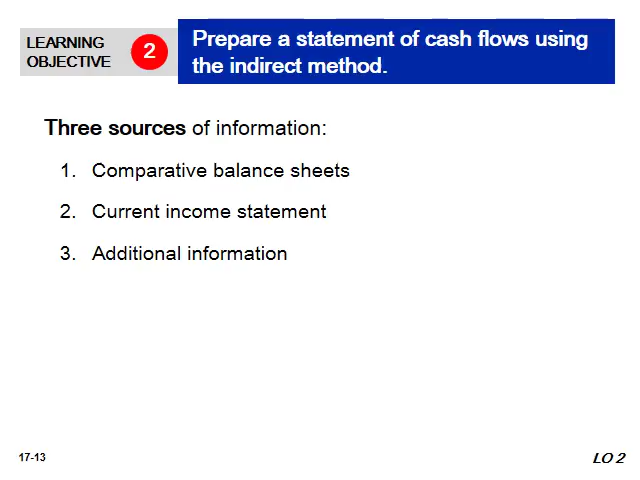 LEARNING
OBJECTIVE
2
Prepare a statement of cash flows using
the indirect method.
Three sources of information:
1. Comparative balance sheets
2. Current income statement
3. Additional information
17-13
LO 2